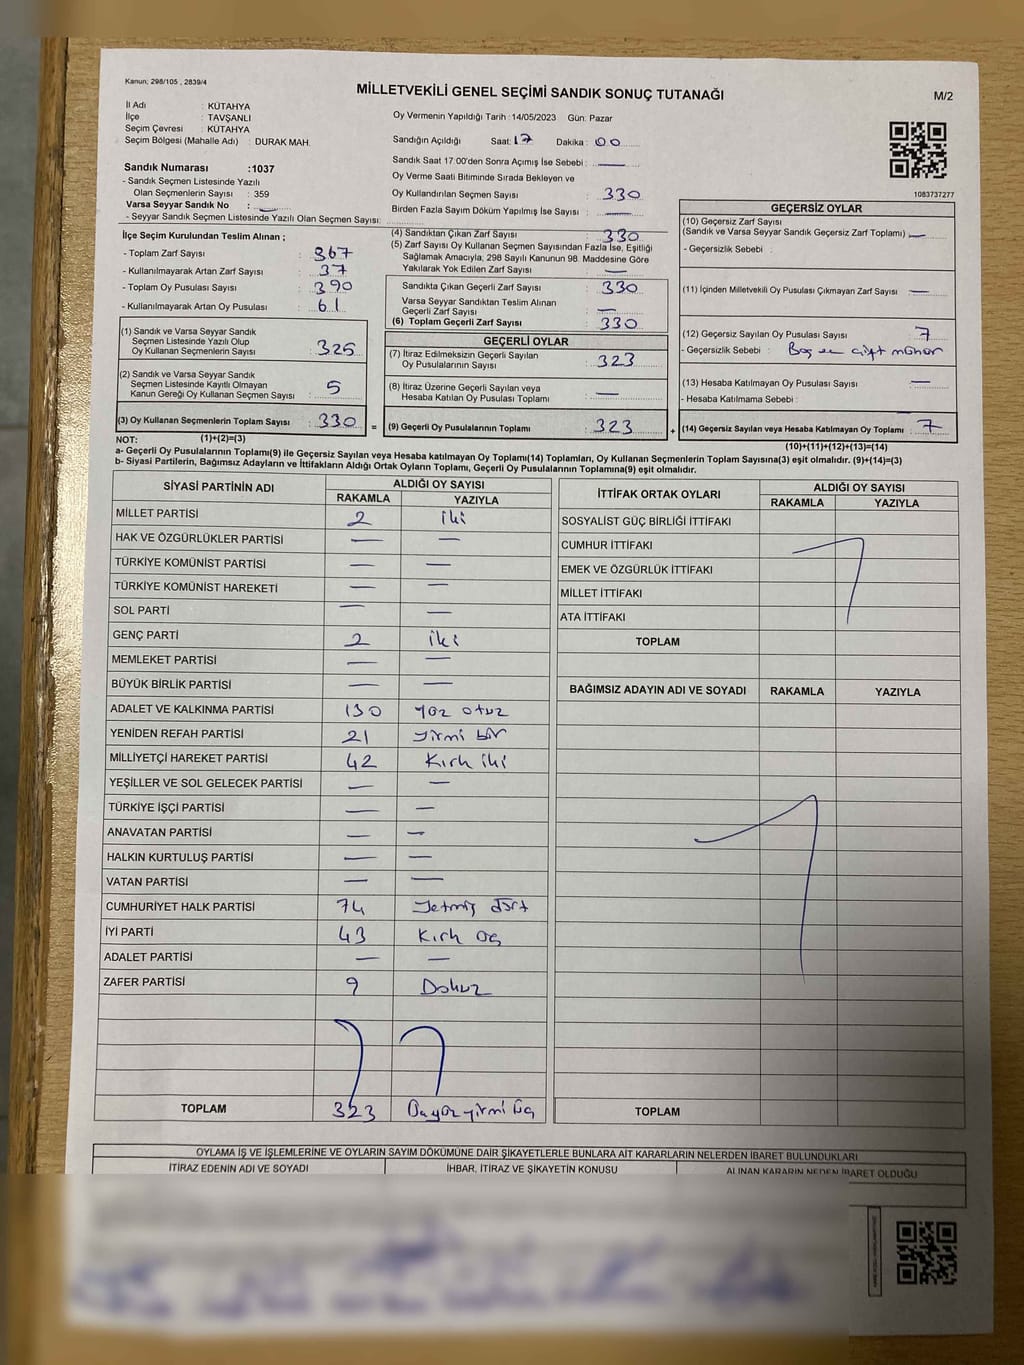 Kanun; 298/105 , 2839/4
MİLLETVEKİLİ GENEL SEÇİMİ SANDIK SONUÇ TUTANAĞI
M/2
İl Adı : KÜTAHYA
İlçe : TAVŞANLI
Seçim Çevresi : KÜTAHYA
Seçim Bölgesi (Mahalle Adı) : DURAK MAH.
Oy Vermenin Yapıldığı Tarih : 14/05/2023 Gün: Pazar
Sandığın Açıldığı Saat: 17 Dakika : 00
Sandık Saat 17:00'den Sonra Açımış İse Sebebi : —
Oy Verme Saati Bitiminde Sırada Bekleyen ve
Oy Kullandırılan Seçmen Sayısı : 330
Birden Fazla Sayım Döküm Yapılmış İse Sayısı : —
Sandık Numarası :1037
- Sandık Seçmen Listesinde Yazılı
Olan Seçmenlerin Sayısı : 359
Varsa Seyyar Sandık No : —
- Seyyar Sandık Seçmen Listesinde Yazılı Olan Seçmen Sayısı:
1083737277
İlçe Seçim Kurulundan Teslim Alınan ;
- Toplam Zarf Sayısı : 367
- Kullanılmayarak Artan Zarf Sayısı : 37
- Toplam Oy Pusulası Sayısı : 390
- Kullanılmayarak Artan Oy Pusulası : 61
(4) Sandıktan Çıkan Zarf Sayısı : 330
(5) Zarf Sayısı Oy Kullanan Seçmen Sayısından Fazla İse, Eşitliği
Sağlamak Amacıyla, 298 Sayılı Kanunun 98. Maddesine Göre
Yakılarak Yok Edilen Zarf Sayısı : —
Sandıkta Çıkan Geçerli Zarf Sayısı : 330
Varsa Seyyar Sandıktan Teslim Alınan
Geçerli Zarf Sayısı : —
(6) Toplam Geçerli Zarf Sayısı : 330
GEÇERSİZ OYLAR
(10) Geçersiz Zarf Sayısı
(Sandık ve Varsa Seyyar Sandık Geçersiz Zarf Toplamı) : —
- Geçersizlik Sebebi :
(11) İçinden Milletvekili Oy Pusulası Çıkmayan Zarf Sayısı : —
(12) Geçersiz Sayılan Oy Pusulası Sayısı : 7
- Geçersizlik Sebebi : Boş çift mühür
(13) Hesaba Katılmayan Oy Pusulası Sayısı : —
- Hesaba Katılmama Sebebi :
(14) Geçersiz Sayılan veya Hesaba Katılmayan Oy Toplamı : 7
(10)+(11)+(12)+(13)=(14)
(1) Sandık ve Varsa Seyyar Sandık
Seçmen Listesinde Yazılı Olup
Oy Kullanan Seçmenlerin Sayısı : 325
(2) Sandık ve Varsa Seyyar Sandık
Seçmen Listesinde Kayıtlı Olmayan
Kanun Gereği Oy Kullanan Seçmen Sayısı : 5
(3) Oy Kullanan Seçmenlerin Toplam Sayısı : 330 =
(1)+(2)=(3)
GEÇERLİ OYLAR
(7) İtiraz Edilmeksizin Geçerli Sayılan
Oy Pusulalarının Sayısı : 323
(8) İtiraz Üzerine Geçerli Sayılan veya
Hesaba Katılan Oy Pusulası Toplamı : —
(9) Geçerli Oy Pusulalarının Toplamı : 323 +
NOT:
a- Geçerli Oy Pusulalarının Toplamı(9) ile Geçersiz Sayılan veya Hesaba katılmayan Oy Toplamı(14) Toplamları, Oy Kullanan Seçmenlerin Toplam Sayısına(3) eşit olmalıdır. (9)+(14)=(3)
b- Siyasi Partilerin, Bağımsız Adayların ve İttifakların Aldığı Ortak Oyların Toplamı, Geçerli Oy Pusulalarının Toplamına(9) eşit olmalıdır.
SİYASİ PARTİNİN ADI ALDIĞI OY SAYISI
RAKAMLA YAZIYLA
MİLLET PARTİSİ 2 iki
HAK VE ÖZGÜRLÜKLER PARTİSİ — —
TÜRKİYE KOMÜNİST PARTİSİ — —
TÜRKİYE KOMÜNİST HAREKETİ — —
SOL PARTİ — —
GENÇ PARTİ 2 iki
MEMLEKET PARTİSİ — —
BÜYÜK BİRLİK PARTİSİ — —
ADALET VE KALKINMA PARTİSİ 130 yüz otuz
YENİDEN REFAH PARTİSİ 21 yirmi bir
MİLLİYETÇİ HAREKET PARTİSİ 42 Kırk iki
YEŞİLLER VE SOL GELECEK PARTİSİ — —
TÜRKİYE İŞÇİ PARTİSİ — —
ANAVATAN PARTİSİ — —
HALKIN KURTULUŞ PARTİSİ — —
VATAN PARTİSİ — —
CUMHURİYET HALK PARTİSİ 74 Yetmiş dört
İYİ PARTİ 43 Kırk üç
ADALET PARTİSİ — —
ZAFER PARTİSİ 9 Dokuz
TOPLAM 323 Üçyüzyirmi üç
İTTİFAK ORTAK OYLARI ALDIĞI OY SAYISI
RAKAMLA YAZIYLA
SOSYALİST GÜÇ BİRLİĞİ İTTİFAKI
CUMHUR İTTİFAKI
EMEK VE ÖZGÜRLÜK İTTİFAKI
MİLLET İTTİFAKI
ATA İTTİFAKI
TOPLAM
BAĞIMSIZ ADAYIN ADI VE SOYADI RAKAMLA YAZIYLA
TOPLAM
OYLAMA İŞ VE İŞLEMLERİNE VE OYLARIN SAYIM DÖKÜMÜNE DAİR ŞİKAYETLERLE BUNLARA AİT KARARLARIN NELERDEN İBARET BULUNDUKLARI
İTİRAZ EDENİN ADI VE SOYADI İHBAR, İTİRAZ VE ŞİKAYETİN KONUSU ALINAN KARARIN NEDEN İBARET OLDUĞU